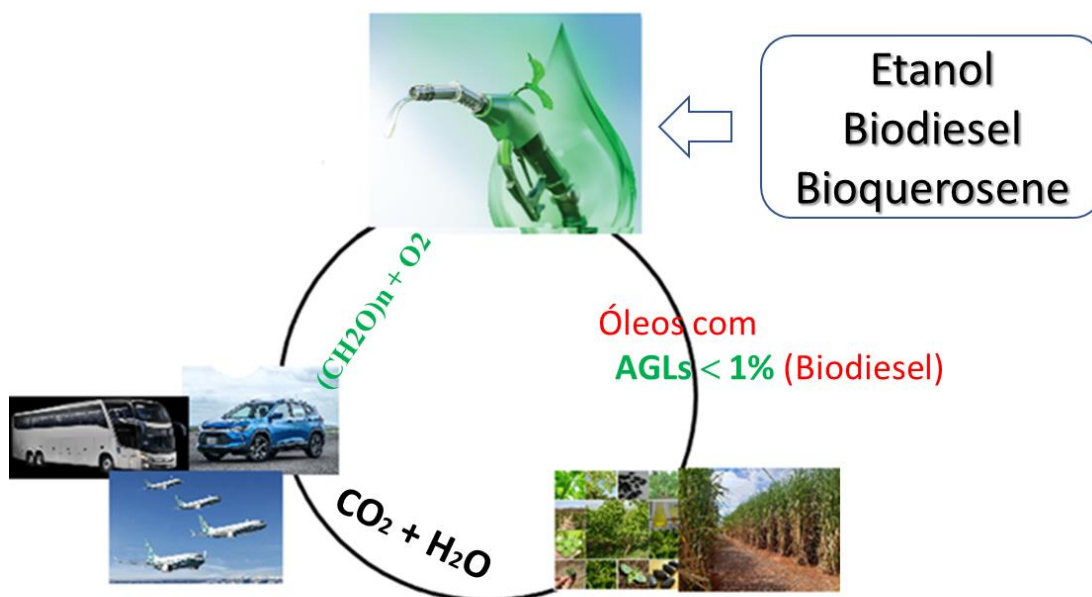 Etanol
Biodiesel
Bioquerosene
(CH2O)n + O2
Óleos com
AGLs < 1% (Biodiesel)
CO₂ + H₂O